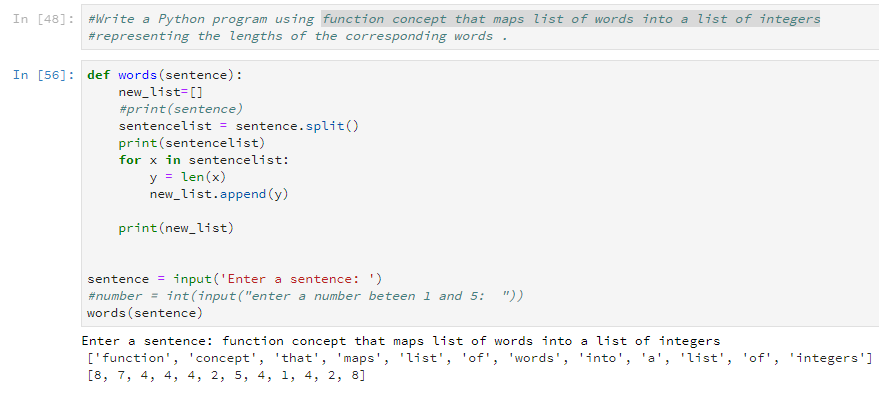 In [48]: #Write a Python program using function concept that maps list of words into a list of integers
#representing the lengths of the corresponding words .
In [56]: def words(sentence):
    new_list=[]
    #print(sentence)
    sentencelist = sentence.split()
    print(sentencelist)
    for x in sentencelist:
        y = len(x)
        new_list.append(y)
    print(new_list)
sentence = input('Enter a sentence: ')
#number = int(input("enter a number beteen 1 and 5:  "))
words(sentence)
Enter a sentence: function concept that maps list of words into a list of integers
['function', 'concept', 'that', 'maps', 'list', 'of', 'words', 'into', 'a', 'list', 'of', 'integers']
[8, 7, 4, 4, 4, 2, 5, 4, 1, 4, 2, 8]